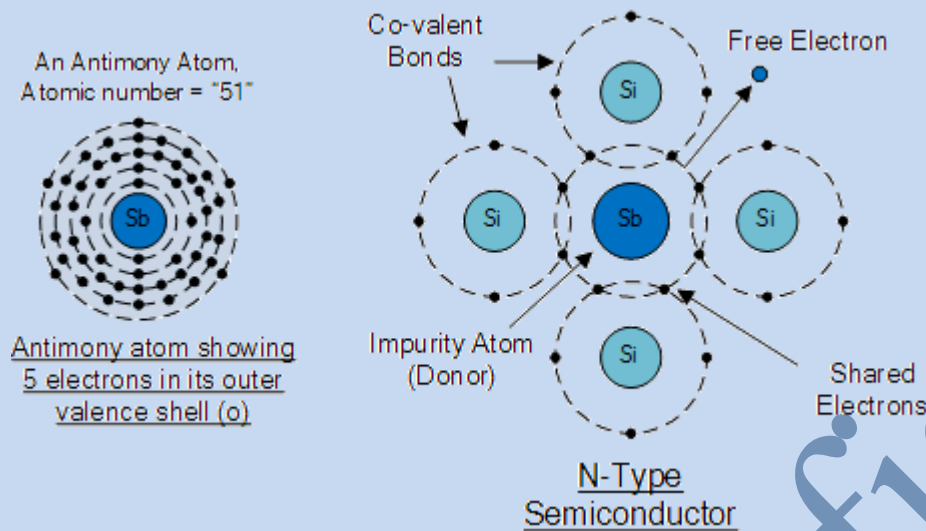 An Antimony Atom,
Atomic number = "51"
Sb
Antimony atom showing
5 electrons in its outer
valence shell (o)
Co-valent
Bonds
Free Electron
Si
Si
Sb
Si
Si
Impurity Atom
(Donor)
Shared
Electrons
N-Type
Semiconductor